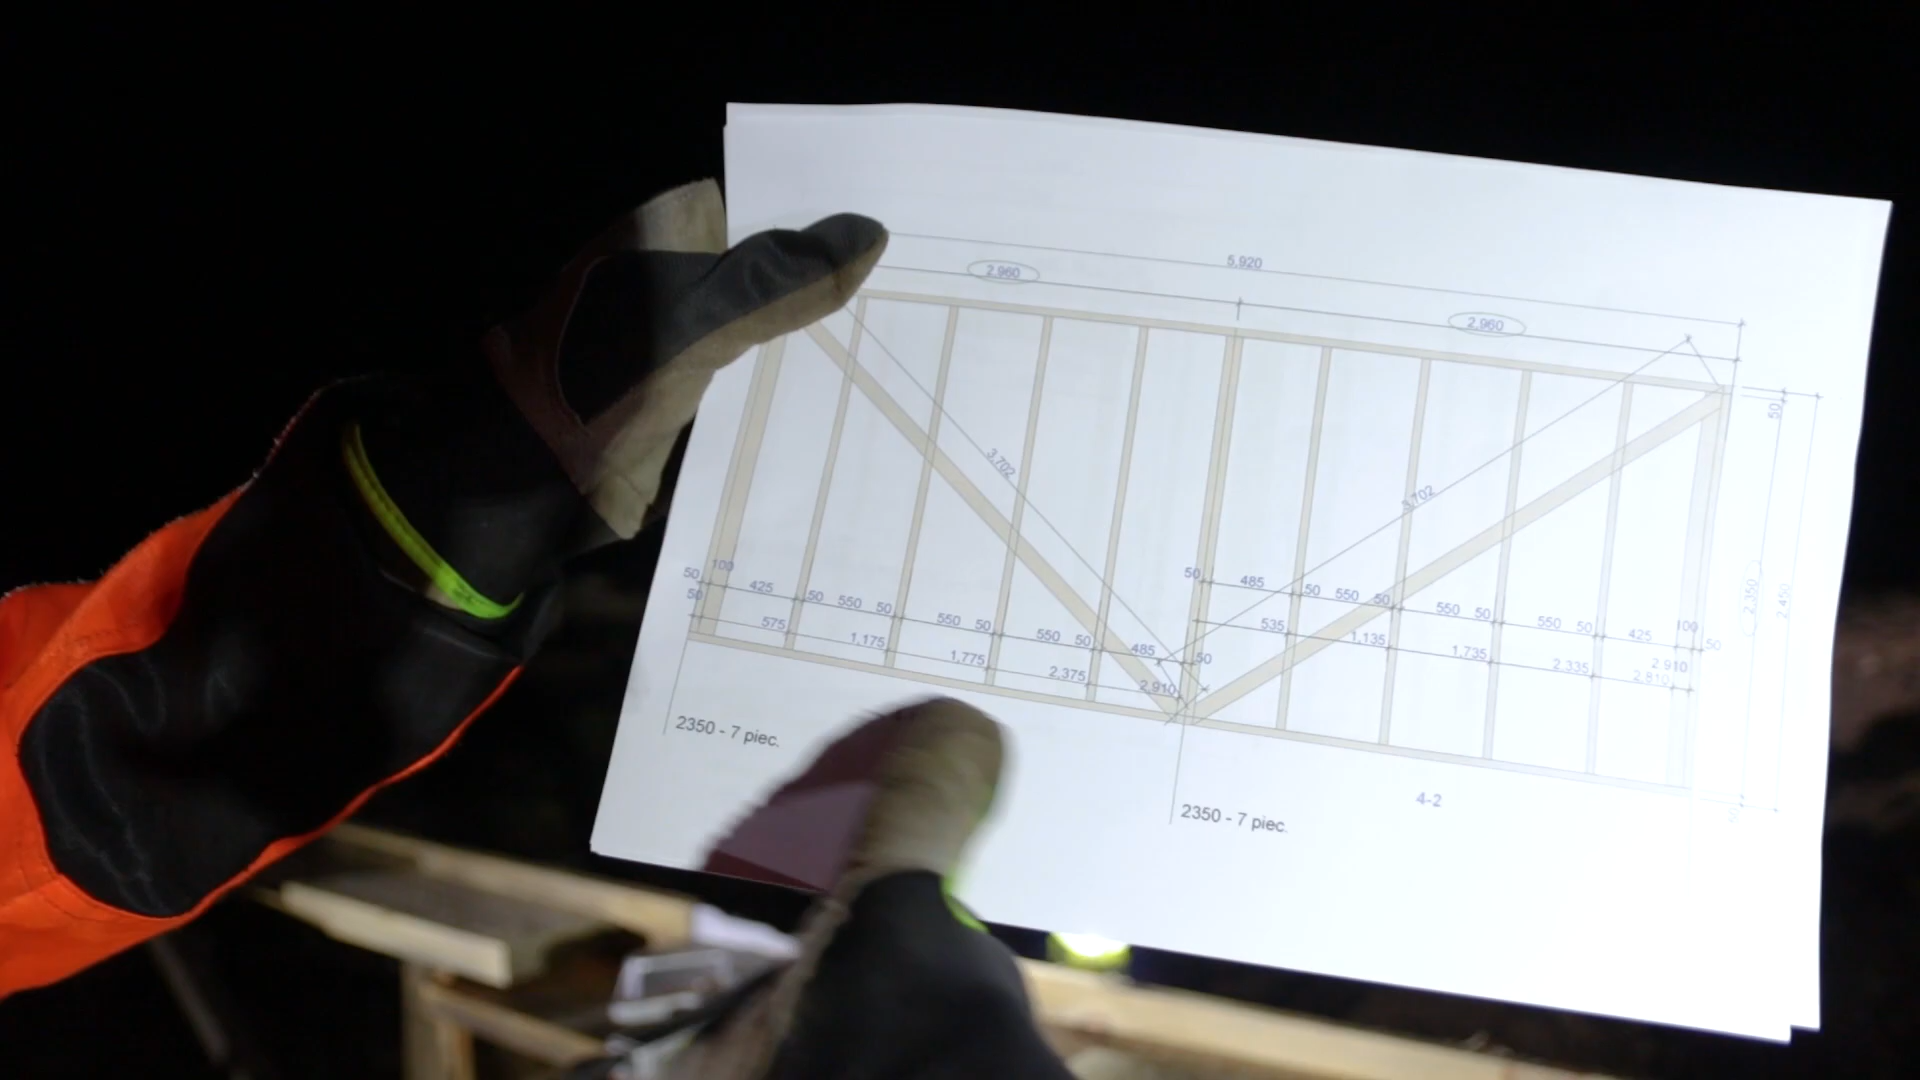 5,920
2,960 2,960
50
3,702 3,702
2,350 2,450
50 100 425 50 550 50 550 50 550 50 485 50
50 485 50 550 50 550 50 550 50 425 100 50
50 575 1,175 1,775 2,375 2,910
535 1,135 1,735 2,335 2,910
2,810
2350 - 7 piec.
2350 - 7 piec.
4-2